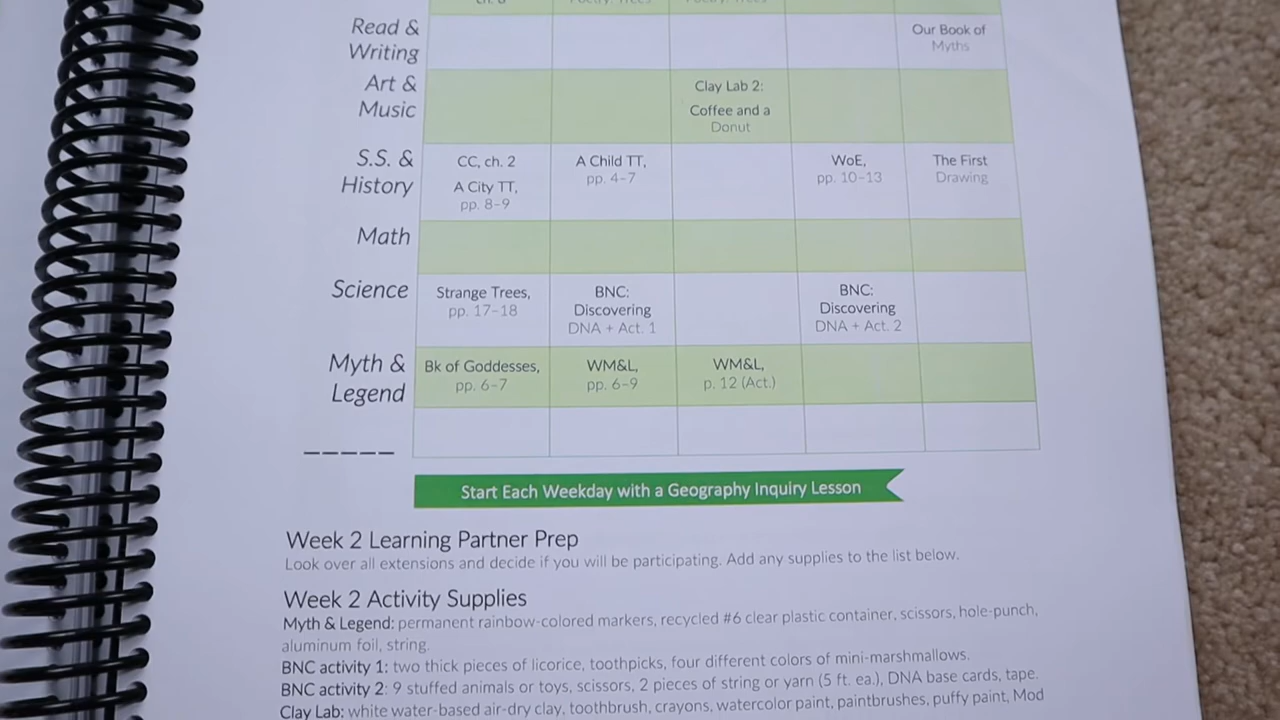 Read &
Writing
Our Book of
Myths
Art &
Music
Clay Lab 2:
Coffee and a
Donut
S.S. &
History
CC, ch. 2
A City TT,
pp. 8–9
A Child TT,
pp. 4–7
WoE,
pp. 10–13
The First
Drawing
Math
Science
Strange Trees,
pp. 17–18
BNC:
Discovering
DNA + Act. 1
BNC:
Discovering
DNA + Act. 2
Myth &
Legend
Bk of Goddesses,
pp. 6–7
WM&L,
pp. 6–9
WM&L,
p. 12 (Act.)
Start Each Weekday with a Geography Inquiry Lesson
Week 2 Learning Partner Prep
Look over all extensions and decide if you will be participating. Add any supplies to the list below.
Week 2 Activity Supplies
Myth & Legend: permanent rainbow-colored markers, recycled #6 clear plastic container, scissors, hole-punch,
aluminum foil, string.
BNC activity 1: two thick pieces of licorice, toothpicks, four different colors of mini-marshmallows.
BNC activity 2: 9 stuffed animals or toys, scissors, 2 pieces of string or yarn (5 ft. ea.), DNA base cards, tape.
Clay Lab: white water-based air-dry clay, toothbrush, crayons, watercolor paint, paintbrushes, puffy paint, Mod